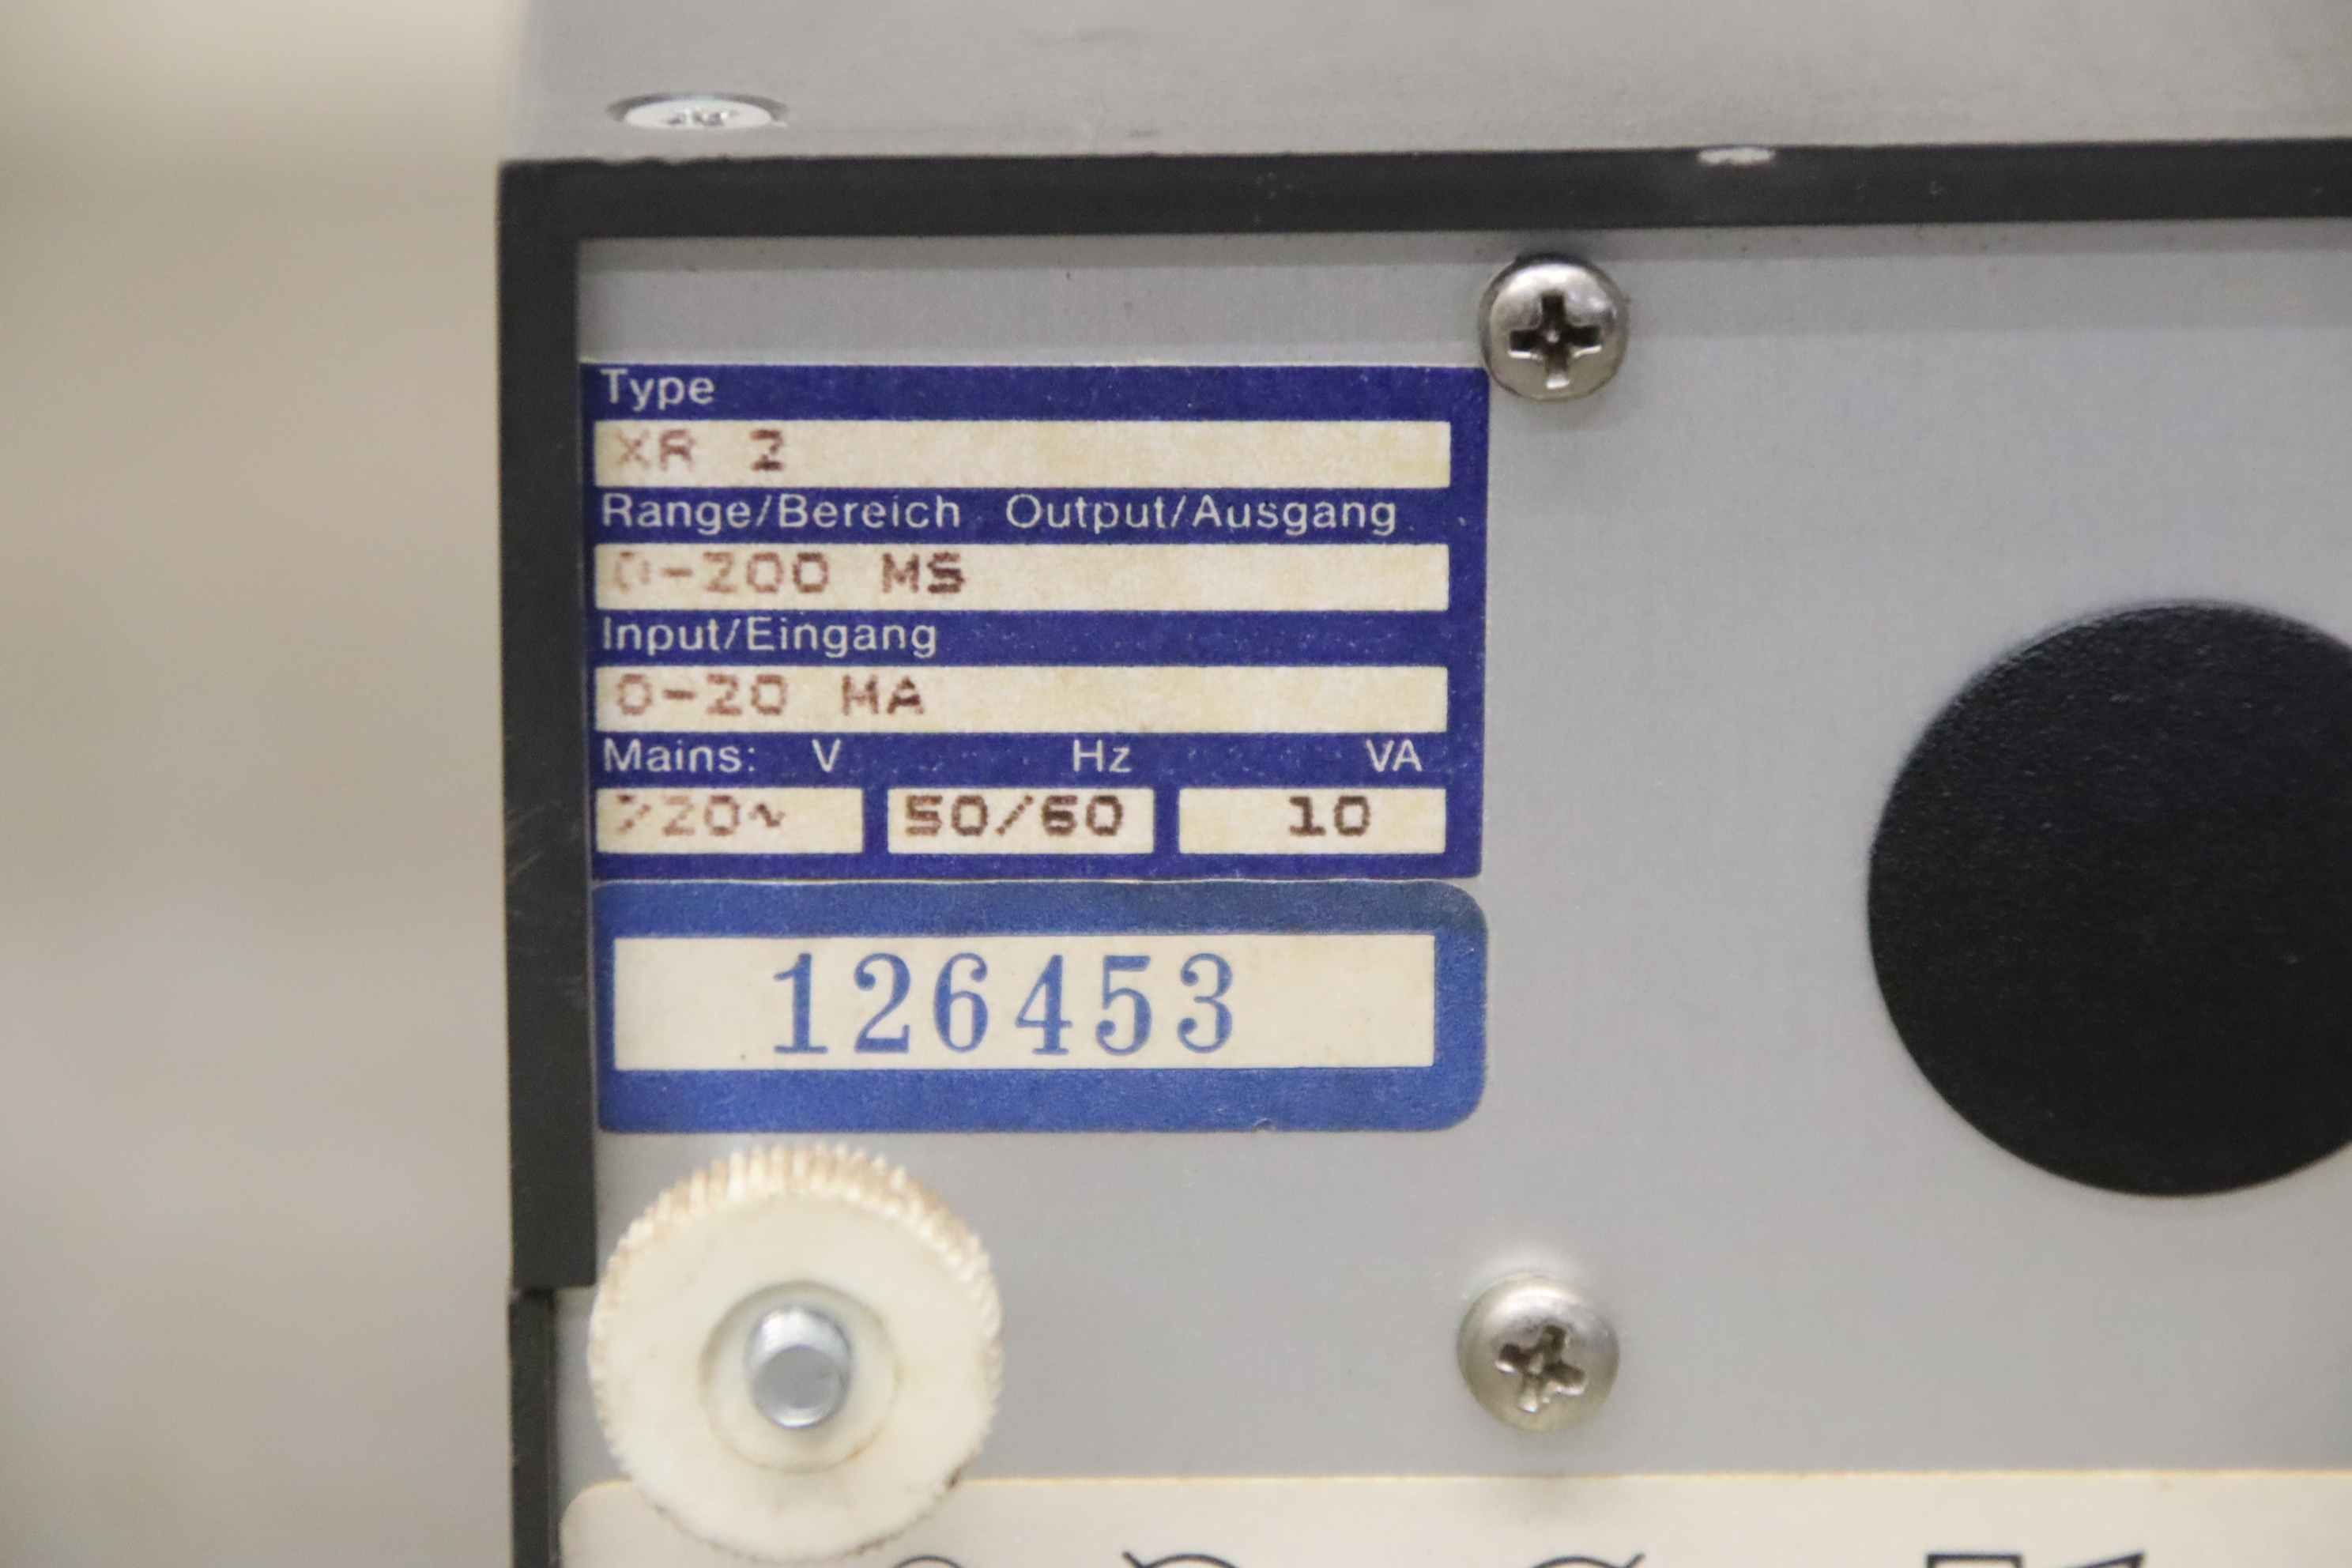 Type
XR 2
Range/Bereich Output/Ausgang
0-200 MS
Input/Eingang
0-20 MA
Mains: V Hz VA
220~ 50/60 10
126453